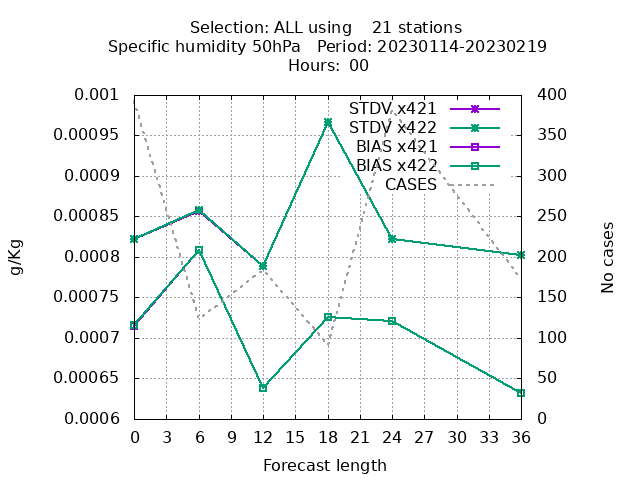 Selection: ALL using    21 stations
Specific humidity 50hPa   Period: 20230114-20230219
Hours: 00
0.001
0.00095
0.0009
0.00085
0.0008
0.00075
0.0007
0.00065
0.0006
g/Kg
STDV x421
STDV x422
BIAS x421
BIAS x422
CASES
400
350
300
250
200
150
100
50
0
No cases
0 3 6 9 12 15 18 21 24 27 30 33 36
Forecast length